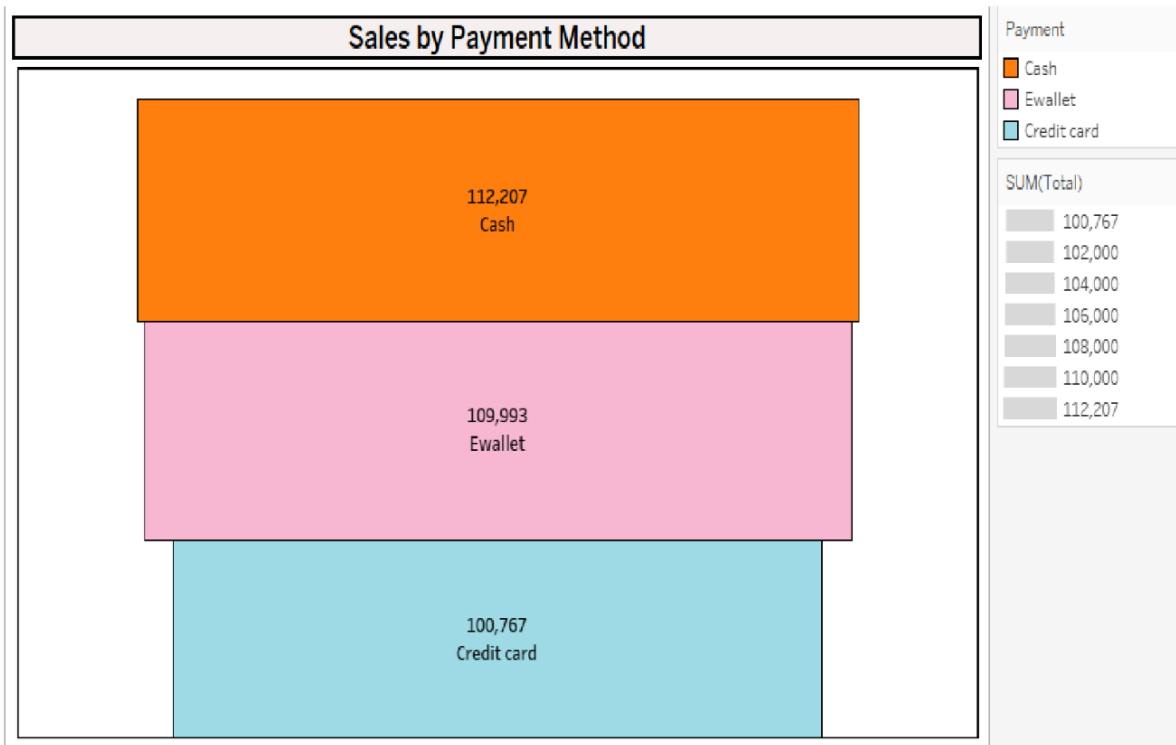 Sales by Payment Method
112,207
Cash
109,993
Ewallet
100,767
Credit card
Payment
Cash
Ewallet
Credit card
SUM(Total)
100,767
102,000
104,000
106,000
108,000
110,000
112,207